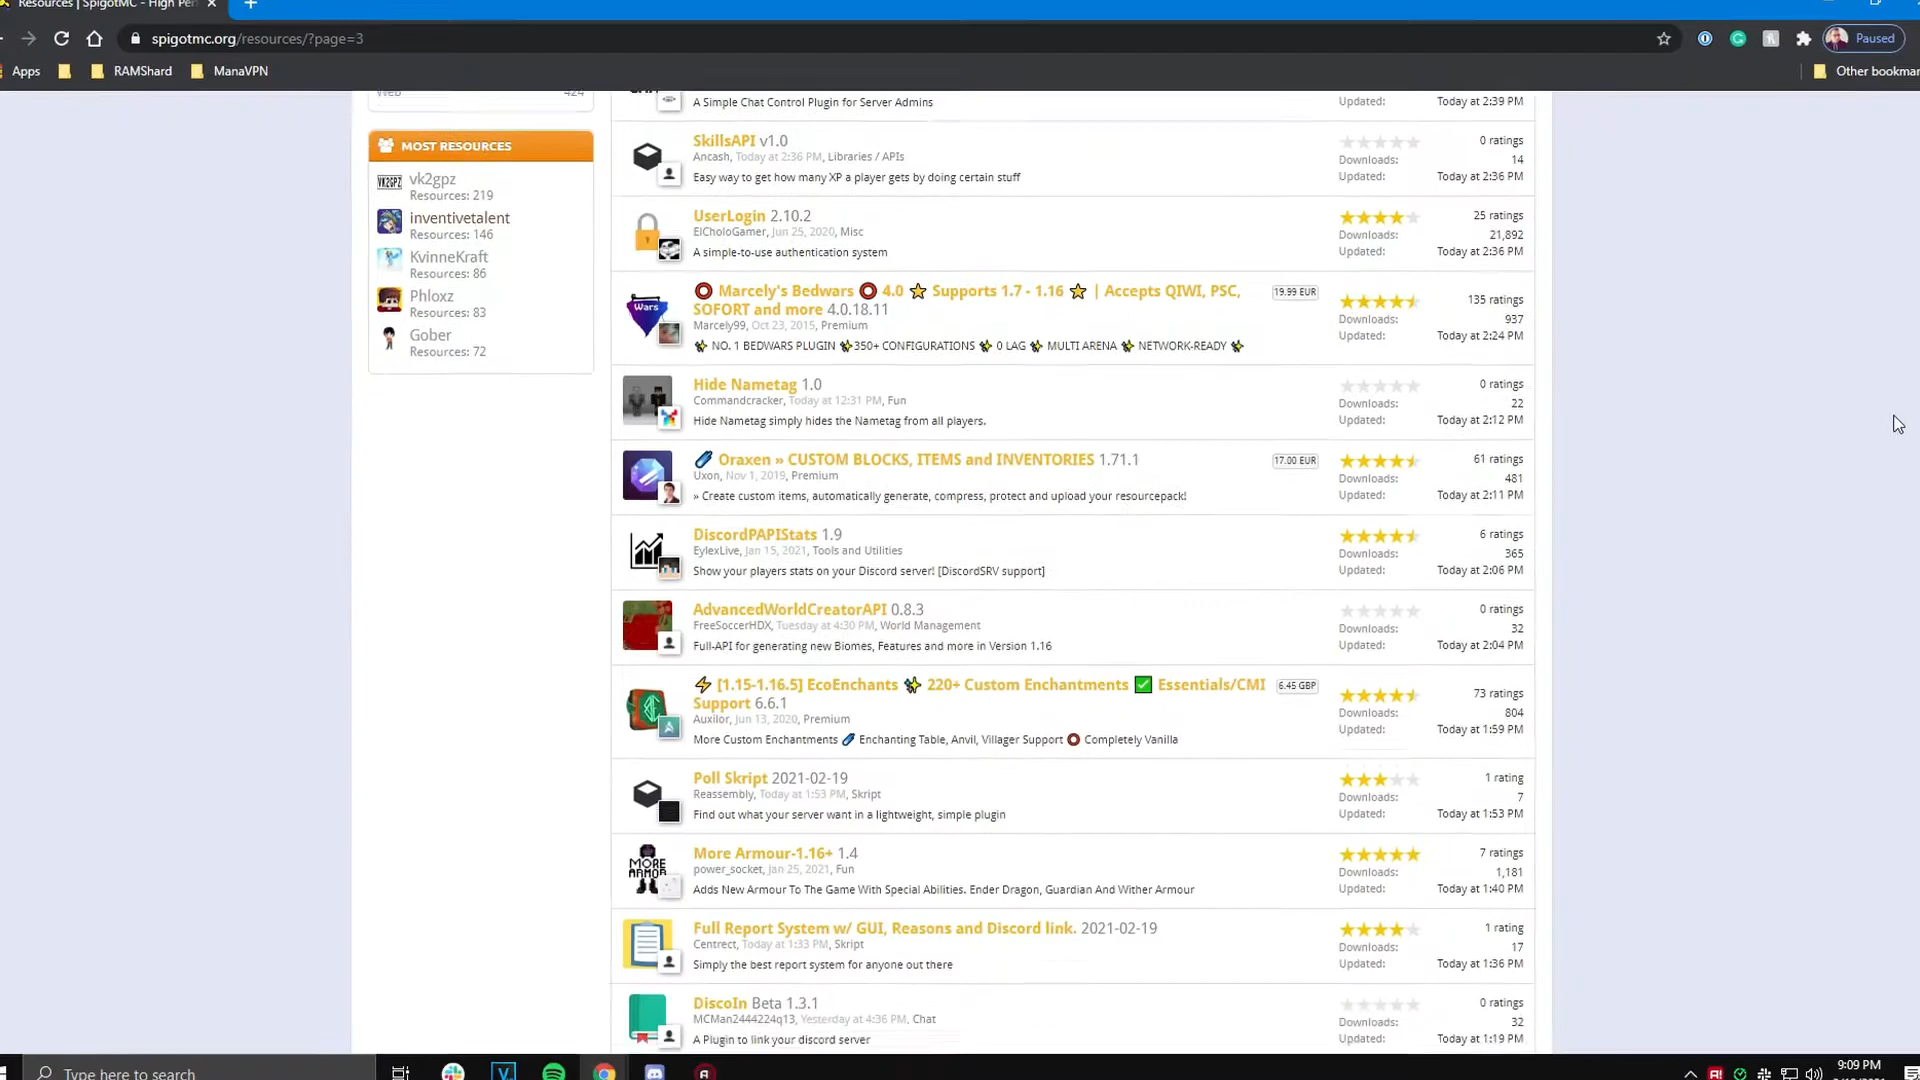 Resources | SpigotMC - High Per
spigotmc.org/resources/?page=3
Paused
Apps
RAMShard
ManaVPN
Other bookmar
Web 424
MOST RESOURCES
vk2gpz
Resources: 219
inventivetalent
Resources: 146
KvinneKraft
Resources: 86
Phloxz
Resources: 83
Gober
Resources: 72
A Simple Chat Control Plugin for Server Admins
Updated: Today at 2:39 PM
SkillsAPI v1.0
Ancash, Today at 2:36 PM, Libraries / APIs
Easy way to get how many XP a player gets by doing certain stuff
0 ratings
Downloads: 14
Updated: Today at 2:36 PM
UserLogin 2.10.2
ElCholoGamer, Jun 25, 2020, Misc
A simple-to-use authentication system
25 ratings
Downloads: 21,892
Updated: Today at 2:36 PM
Wars
⭕ Marcely's Bedwars ⭕ 4.0 ⭐ Supports 1.7 - 1.16 ⭐ | Accepts QIWI, PSC,
SOFORT and more 4.0.18.11
Marcely99, Oct 23, 2015, Premium
✨ NO. 1 BEDWARS PLUGIN ✨350+ CONFIGURATIONS ✨ 0 LAG ✨ MULTI ARENA ✨ NETWORK-READY ✨
19.99 EUR
135 ratings
Downloads: 937
Updated: Today at 2:24 PM
Hide Nametag 1.0
Commandcracker, Today at 12:31 PM, Fun
Hide Nametag simply hides the Nametag from all players.
0 ratings
Downloads: 22
Updated: Today at 2:12 PM
Oraxen » CUSTOM BLOCKS, ITEMS and INVENTORIES 1.71.1
Uxon, Nov 1, 2019, Premium
» Create custom items, automatically generate, compress, protect and upload your resourcepack!
17.00 EUR
61 ratings
Downloads: 481
Updated: Today at 2:11 PM
DiscordPAPIStats 1.9
EylexLive, Jan 15, 2021, Tools and Utilities
Show your players stats on your Discord server! [DiscordSRV support]
6 ratings
Downloads: 365
Updated: Today at 2:06 PM
AdvancedWorldCreatorAPI 0.8.3
FreeSoccerHDX, Tuesday at 4:30 PM, World Management
Full-API for generating new Biomes, Features and more in Version 1.16
0 ratings
Downloads: 32
Updated: Today at 2:04 PM
⚡ [1.15-1.16.5] EcoEnchants ✨ 220+ Custom Enchantments ✅ Essentials/CMI
Support 6.6.1
Auxilor, Jun 13, 2020, Premium
More Custom Enchantments Enchanting Table, Anvil, Villager Support ⭕ Completely Vanilla
6.45 GBP
73 ratings
Downloads: 804
Updated: Today at 1:59 PM
Poll Skript 2021-02-19
Reassembly, Today at 1:53 PM, Skript
Find out what your server want in a lightweight, simple plugin
1 rating
Downloads: 7
Updated: Today at 1:53 PM
MORE
ARMOR
More Armour-1.16+ 1.4
power_socket, Jan 25, 2021, Fun
Adds New Armour To The Game With Special Abilities. Ender Dragon, Guardian And Wither Armour
7 ratings
Downloads: 1,181
Updated: Today at 1:40 PM
Full Report System w/ GUI, Reasons and Discord link. 2021-02-19
Centrect, Today at 1:33 PM, Skript
Simply the best report system for anyone out there
1 rating
Downloads: 17
Updated: Today at 1:36 PM
DiscoIn Beta 1.3.1
MCMan2444224q13, Yesterday at 4:36 PM, Chat
A Plugin to link your discord server
0 ratings
Downloads: 32
Updated: Today at 1:19 PM
Type here to search
9:09 PM